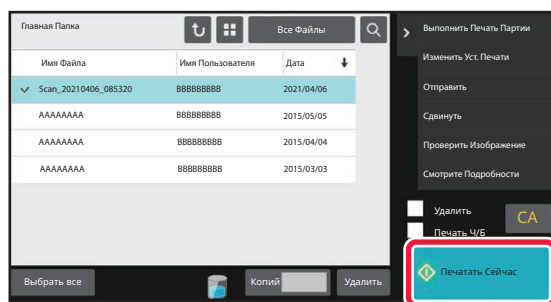 Главная Папка
Все Файлы
Имя Файла Имя Пользователя Дата
Scan_20210406_085320 BBBBBBBBB 2021/04/06
AAAAAAAA BBBBBBBBB 2015/05/05
AAAAAAAA BBBBBBBBB 2015/04/04
AAAAAAAA BBBBBBBBB 2015/03/03
Выбрать все
Копий
Удалить
Выполнить Печать Партии
Изменить Уст. Печати
Отправить
Сдвинуть
Проверить Изображение
Смотрите Подробности
Удалить
Печать Ч/Б
CA
Печатать Сейчас